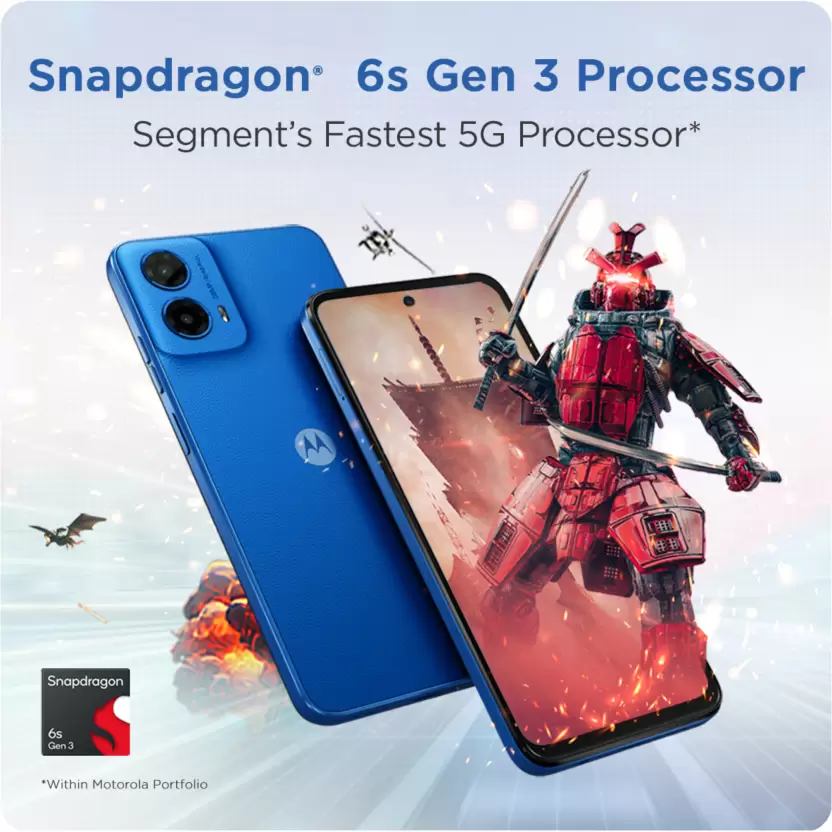 Snapdragon® 6s Gen 3 Processor
Segment's Fastest 5G Processor*
Snapdragon
6s
Gen 3
*Within Motorola Portfolio